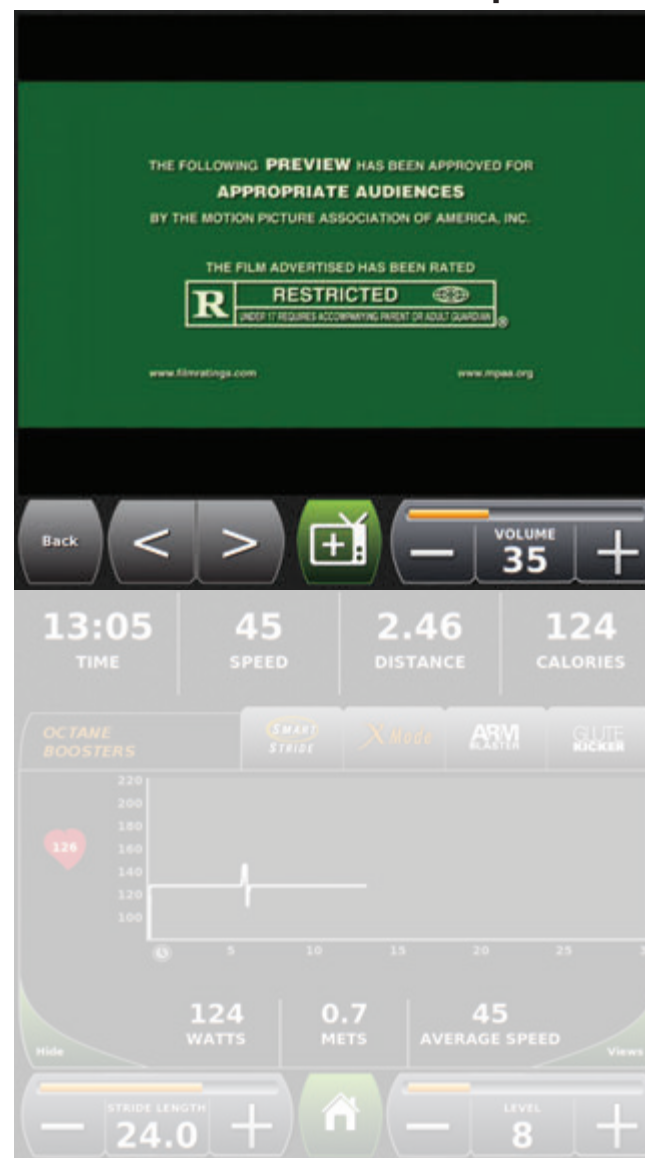 THE FOLLOWING PREVIEW HAS BEEN APPROVED FOR
APPROPRIATE AUDIENCES
BY THE MOTION PICTURE ASSOCIATION OF AMERICA, INC.
THE FILM ADVERTISED HAS BEEN RATED
R RESTRICTED
UNDER 17 REQUIRES ACCOMPANYING PARENT OR ADULT GUARDIAN ®
www.filmratings.com www.mpaa.org
Back < > + — VOLUME +
35
13:05 45 2.46 124
TIME SPEED DISTANCE CALORIES
OCTANE BOOSTERS
SMART STRIDE
X Mode
ARM BLASTER
GLUTE KICKER
220
200
180
126 160
140
120
100
5 10 15 20 25
124 0.7 45
WATTS METS AVERAGE SPEED
Hide Views
— STRIDE LENGTH + — LEVEL +
24.0 8